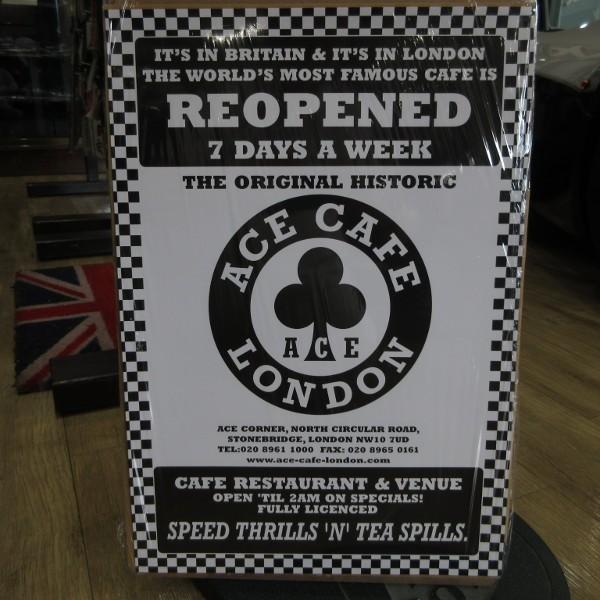 IT'S IN BRITAIN & IT'S IN LONDON
THE WORLD'S MOST FAMOUS CAFE IS
REOPENED
7 DAYS A WEEK
THE ORIGINAL HISTORIC
ACE CAFE
ACE
LONDON
ACE CORNER, NORTH CIRCULAR ROAD,
STONEBRIDGE, LONDON NW10 7UD
TEL:020 8961 1000 FAX: 020 8965 0161
www.ace-cafe-london.com
CAFE RESTAURANT & VENUE
OPEN 'TIL 2AM ON SPECIALS!
FULLY LICENCED
SPEED THRILLS 'N' TEA SPILLS.